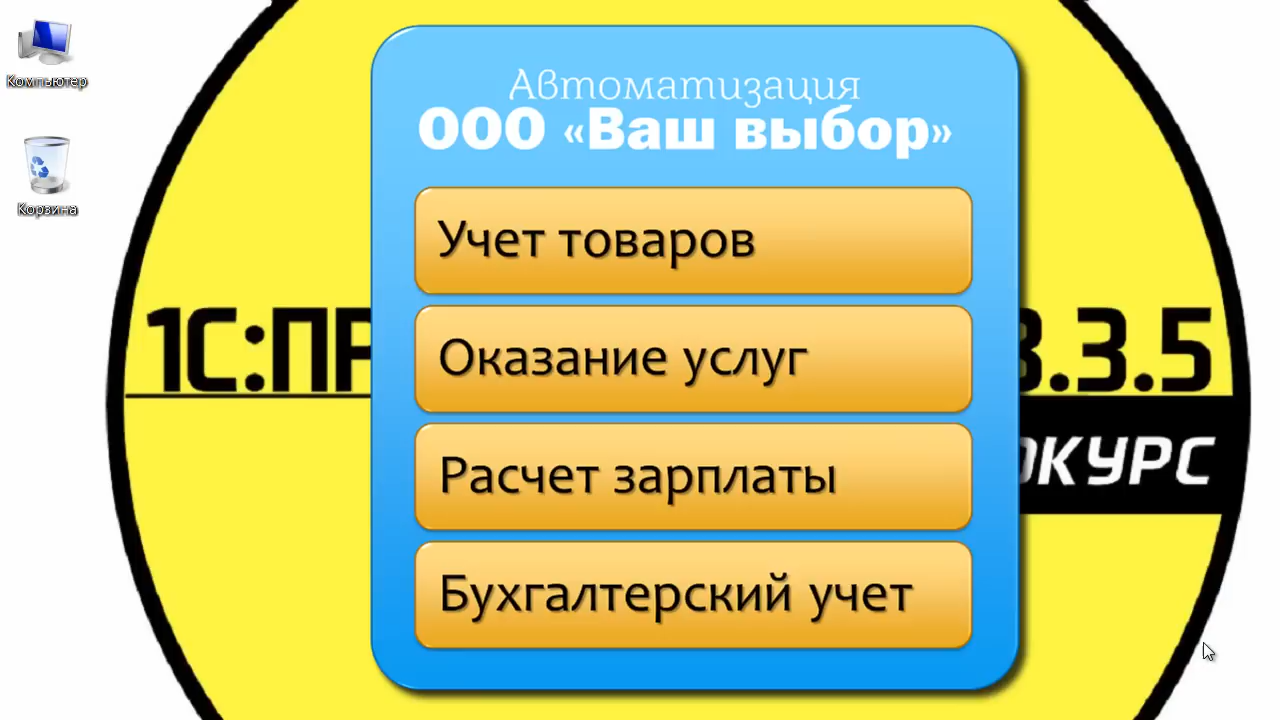 Компьютер
Корзина
Автоматизация
ООО «Ваш выбор»
Учет товаров
Оказание услуг
Расчет зарплаты
Бухгалтерский учет
1С:ПР
.3.5
ОКУРС